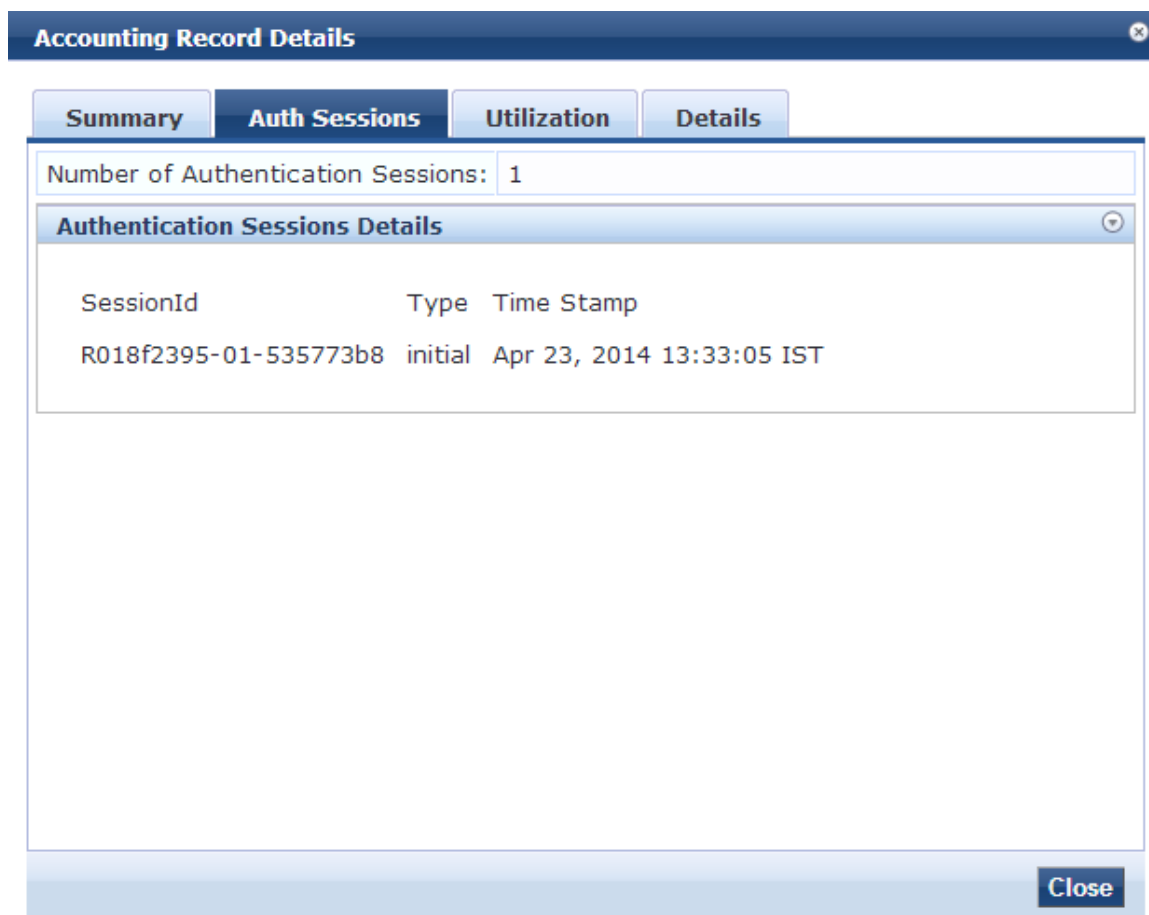 Accounting Record Details
Summary Auth Sessions Utilization Details
Number of Authentication Sessions: 1
Authentication Sessions Details
SessionId Type Time Stamp
R018f2395-01-535773b8 initial Apr 23, 2014 13:33:05 IST
Close